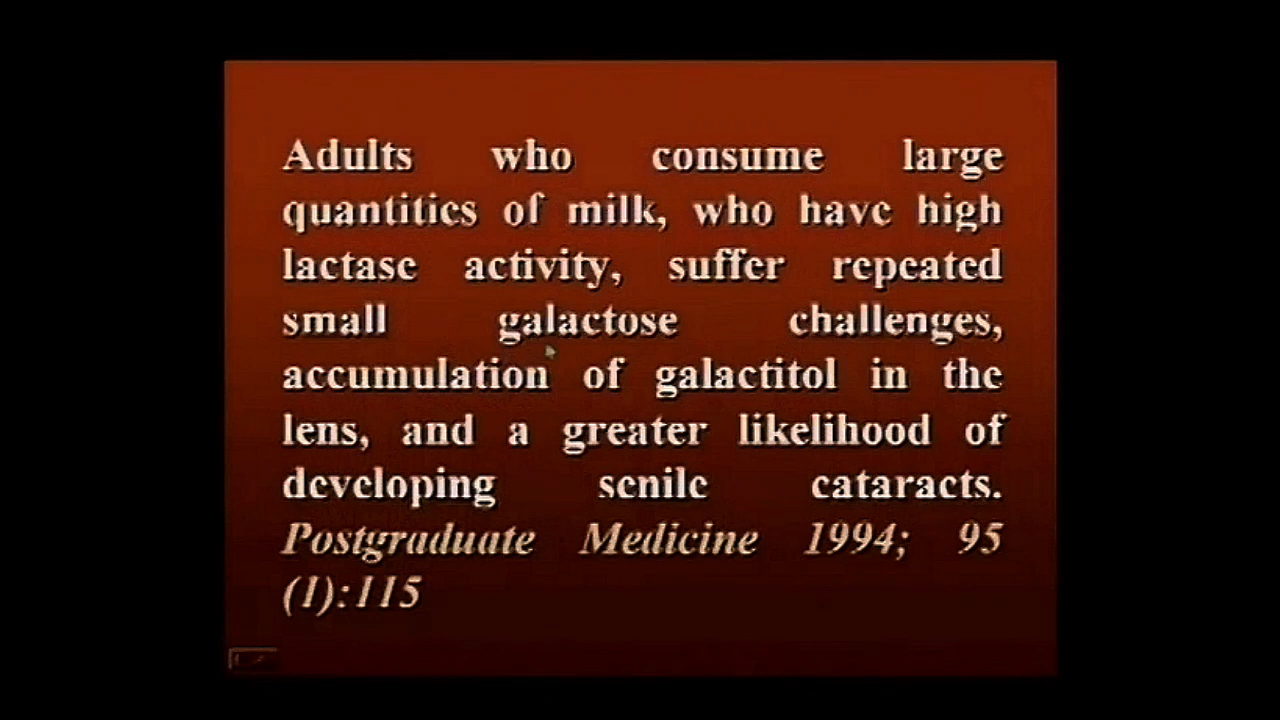 Adults who consume large
quantities of milk, who have high
lactase activity, suffer repeated
small galactose challenges,
accumulation of galactitol in the
lens, and a greater likelihood of
developing senile cataracts.
Postgraduate Medicine 1994; 95
(1):115